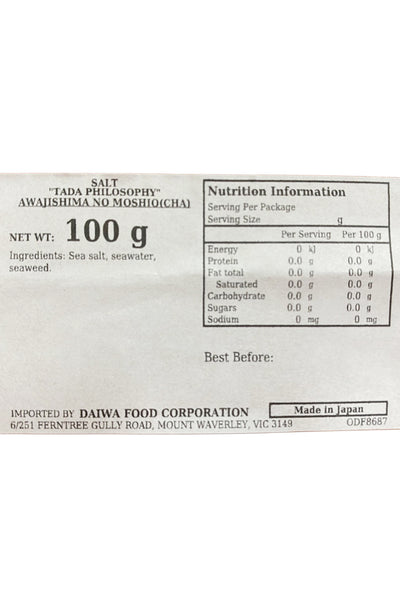 SALT
"TADA PHILOSOPHY"
AWAJISHIMA NO MOSHIO(CHA)
NET WT: 100 g
Ingredients: Sea salt, seawater,
seaweed.
Nutrition Information
Serving Per Package
Serving Size g
Per Serving Per 100 g
Energy 0 kJ 0 kJ
Protein 0.0 g 0.0 g
Fat total 0.0 g 0.0 g
Saturated 0.0 g 0.0 g
Carbohydrate 0.0 g 0.0 g
Sugars 0.0 g 0.0 g
Sodium 0 mg 0 mg
Best Before:
IMPORTED BY DAIWA FOOD CORPORATION
Made in Japan
6/251 FERNTREE GULLY ROAD, MOUNT WAVERLEY, VIC 3149
ODF8687